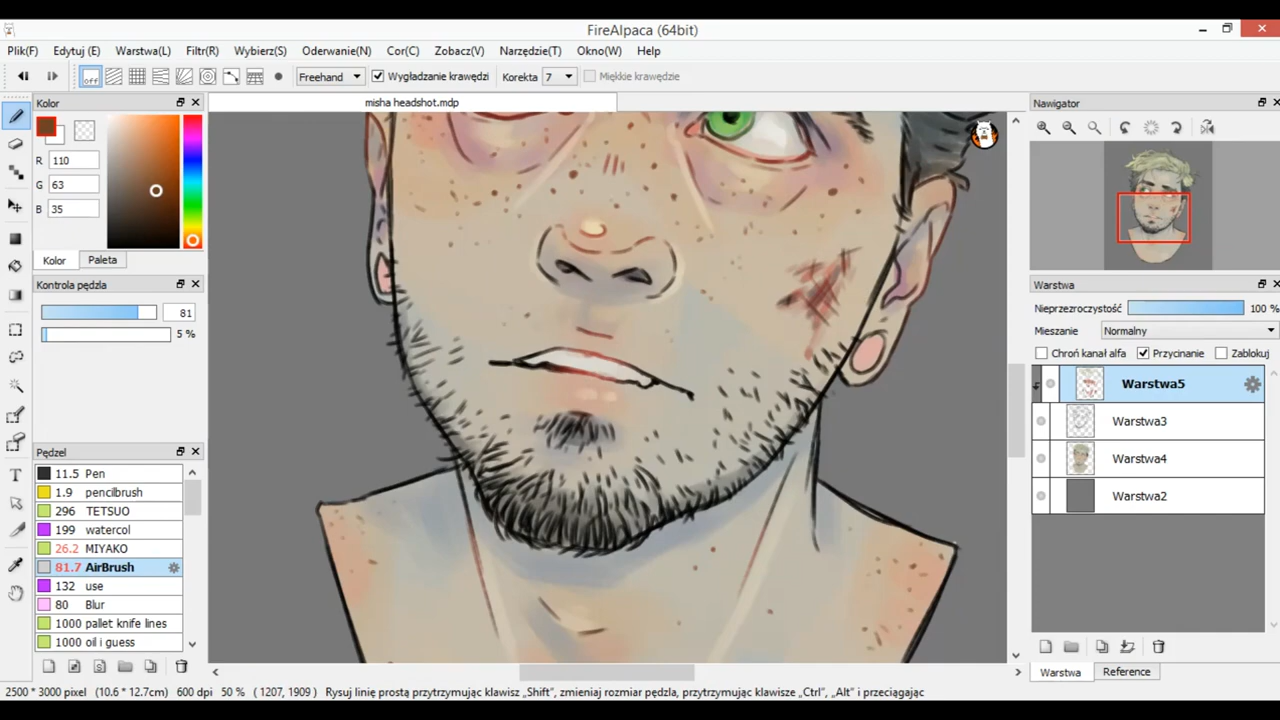 FireAlpaca (64bit)
Plik(F) Edytuj (E) Warstwa(L) Filtr(R) Wybierz(S) Oderwanie(N) Cor(C) Zobacz(V) Narzędzie(T) Okno(W) Help
off Freehand Wygładzanie krawędzi Korekta 7 Miękkie krawędzie
Kolor
misha headshot.mdp
Nawigator
R 110
G 63
B 35
Kolor Paleta
Kontrola pędzla
81
5 %
Warstwa
Nieprzezroczystość 100 %
Mieszanie Normalny
Chroń kanał alfa Przycinanie Zablokuj
Warstwa5
Warstwa3
Warstwa4
Warstwa2
Pędzel
11.5 Pen
1.9 pencilbrush
296 TETSUO
199 watercol
26.2 MIYAKO
81.7 AirBrush
132 use
80 Blur
1000 pallet knife lines
1000 oil i guess
Warstwa Reference
2500 * 3000 pixel (10.6 * 12.7cm) 600 dpi 50 % ( 1207, 1909 ) Rysuj linię prostą przytrzymując klawisz „Shift", zmieniaj rozmiar pędzla, przytrzymując klawisze „Ctrl", „Alt" i przeciągając